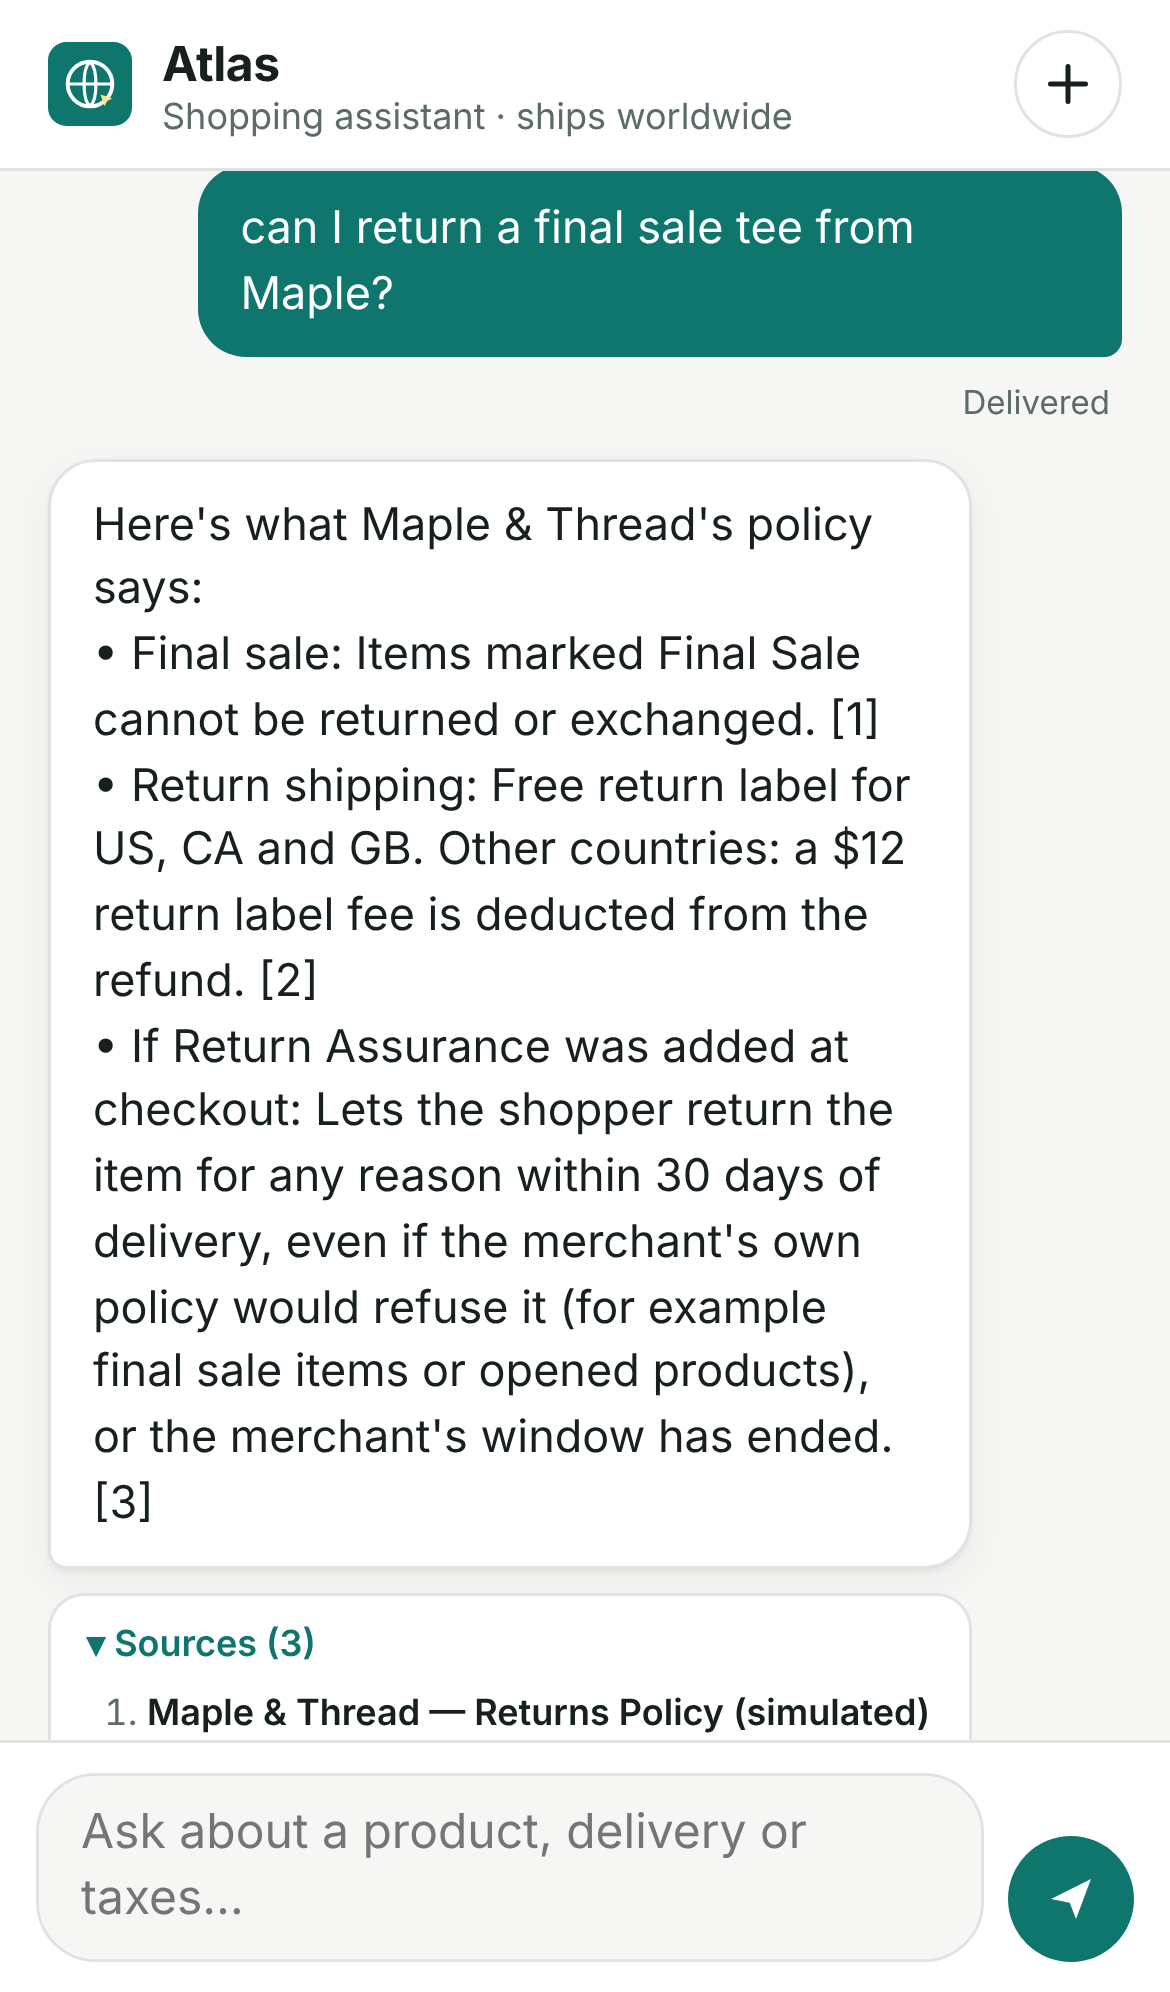 Atlas
Shopping assistant · ships worldwide
can I return a final sale tee from
Maple?
Delivered
Here's what Maple & Thread's policy
says:
• Final sale: Items marked Final Sale
cannot be returned or exchanged. [1]
• Return shipping: Free return label for
US, CA and GB. Other countries: a $12
return label fee is deducted from the
refund. [2]
• If Return Assurance was added at
checkout: Lets the shopper return the
item for any reason within 30 days of
delivery, even if the merchant's own
policy would refuse it (for example
final sale items or opened products),
or the merchant's window has ended.
[3]
▾ Sources (3)
1. Maple & Thread — Returns Policy (simulated)
Ask about a product, delivery or
taxes...